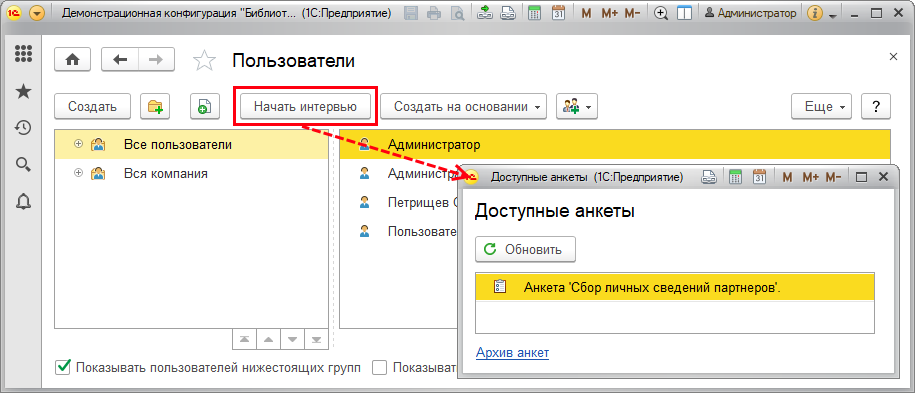 Демонстрационная конфигурация "Библиот... (1С:Предприятие)
M M+ M- Администратор
Пользователи
Создать Начать интервью Создать на основании Еще ?
Все пользователи
Вся компания
Администратор
Админист
Петрищев
Пользовате
Доступные анкеты (1С:Предприятие) M M+ M-
Доступные анкеты
Обновить
Анкета 'Сбор личных сведений партнеров'.
Архив анкет
Показывать пользователей нижестоящих групп Показыват